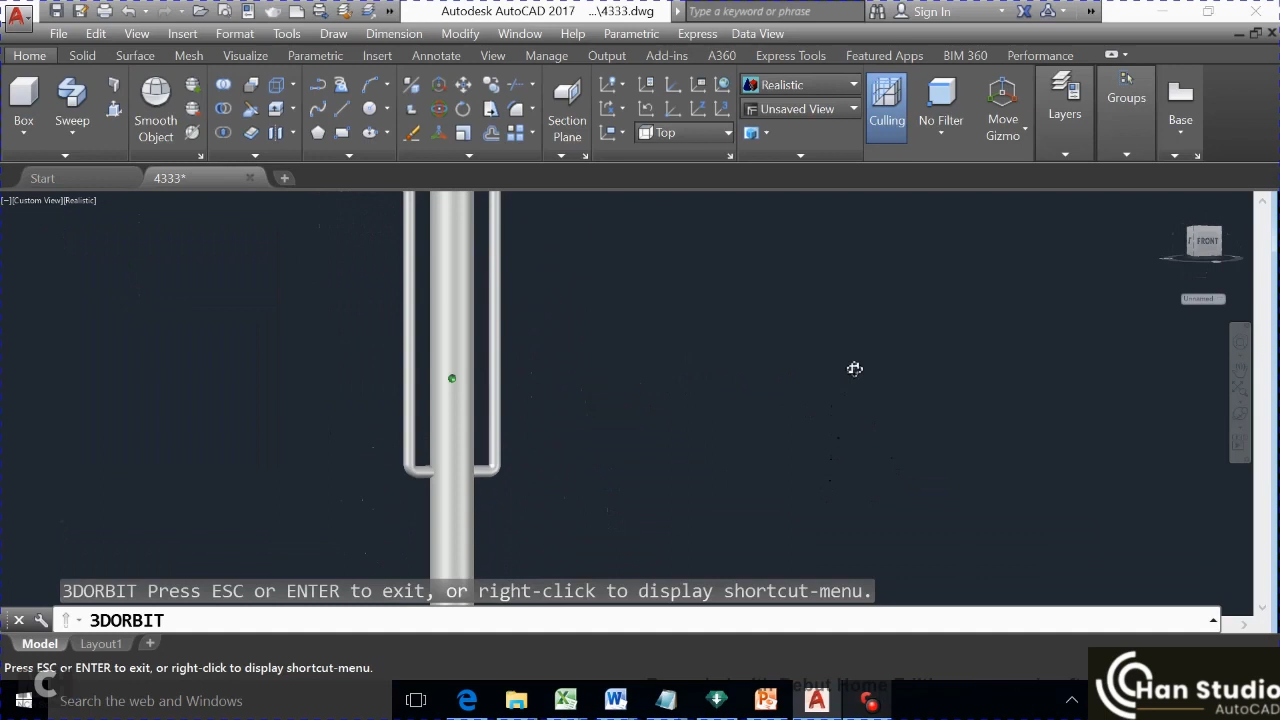 Autodesk AutoCAD 2017 ...\4333.dwg
Type a keyword or phrase
Sign In
File Edit View Insert Format Tools Draw Dimension Modify Window Help Parametric Express Data View
Home Solid Surface Mesh Visualize Parametric Insert Annotate View Manage Output Add-ins A360 Express Tools Featured Apps BIM 360 Performance
Realistic
Unsaved View
Top
Box
Sweep
Smooth Object
Section Plane
Culling
No Filter
Move Gizmo
Layers
Groups
Base
Start
4333*
[−][Custom View][Realistic]
FRONT
Unnamed
3DORBIT Press ESC or ENTER to exit, or right-click to display shortcut-menu.
3DORBIT
Model
Layout1
Press ESC or ENTER to exit, or right-click to display shortcut-menu.
Search the web and Windows
Han Studio
AutoCAD